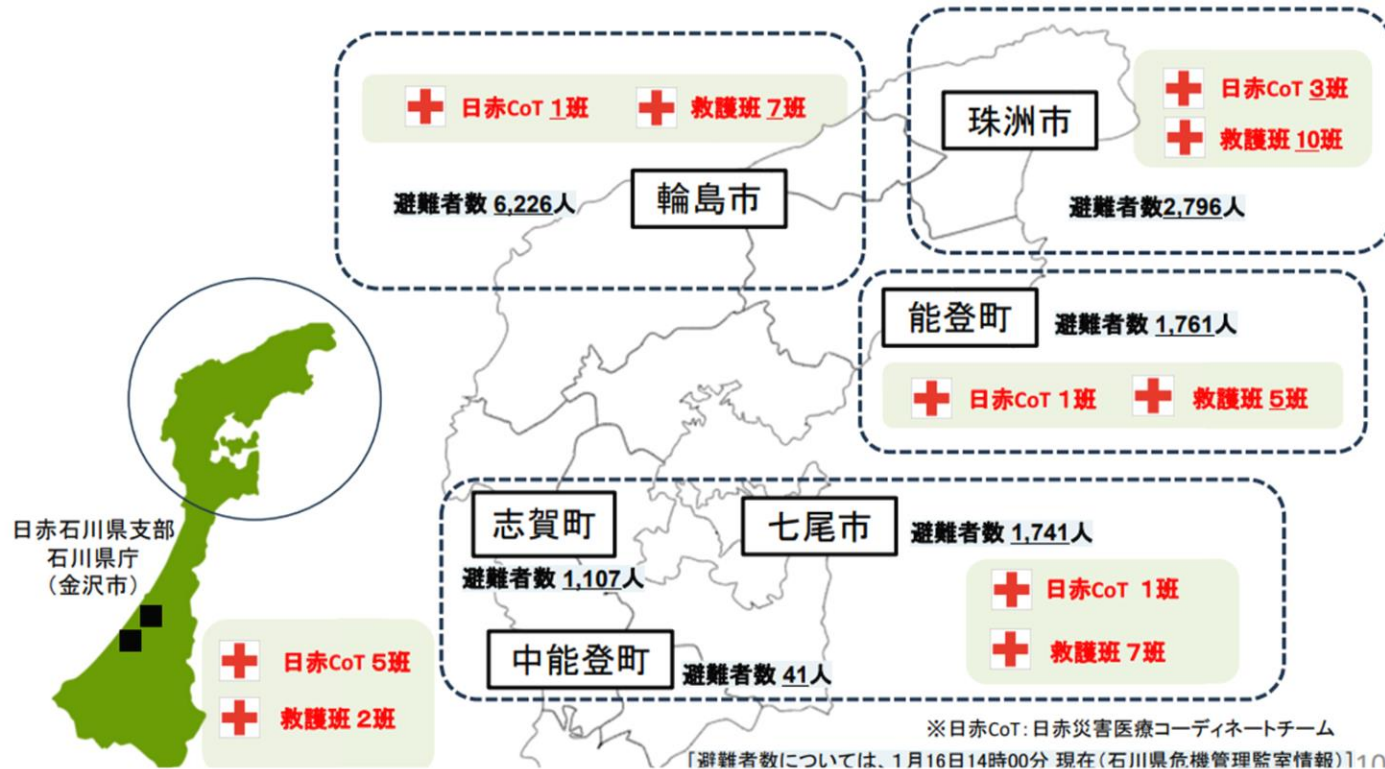 日赤CoT 1班
救護班 7班
避難者数 6,226人
輪島市
珠洲市
日赤CoT 3班
救護班 10班
避難者数2,796人
能登町
避難者数 1,761人
日赤CoT 1班
救護班 5班
志賀町
避難者数 1,107人
七尾市
避難者数 1,741人
日赤CoT 1班
救護班 7班
中能登町
避難者数 41人
日赤石川県支部
石川県庁
（金沢市）
日赤CoT 5班
救護班 2班
※日赤CoT：日赤災害医療コーディネートチーム
［避難者数については、1月16日14時00分 現在（石川県危機管理監室情報）］10